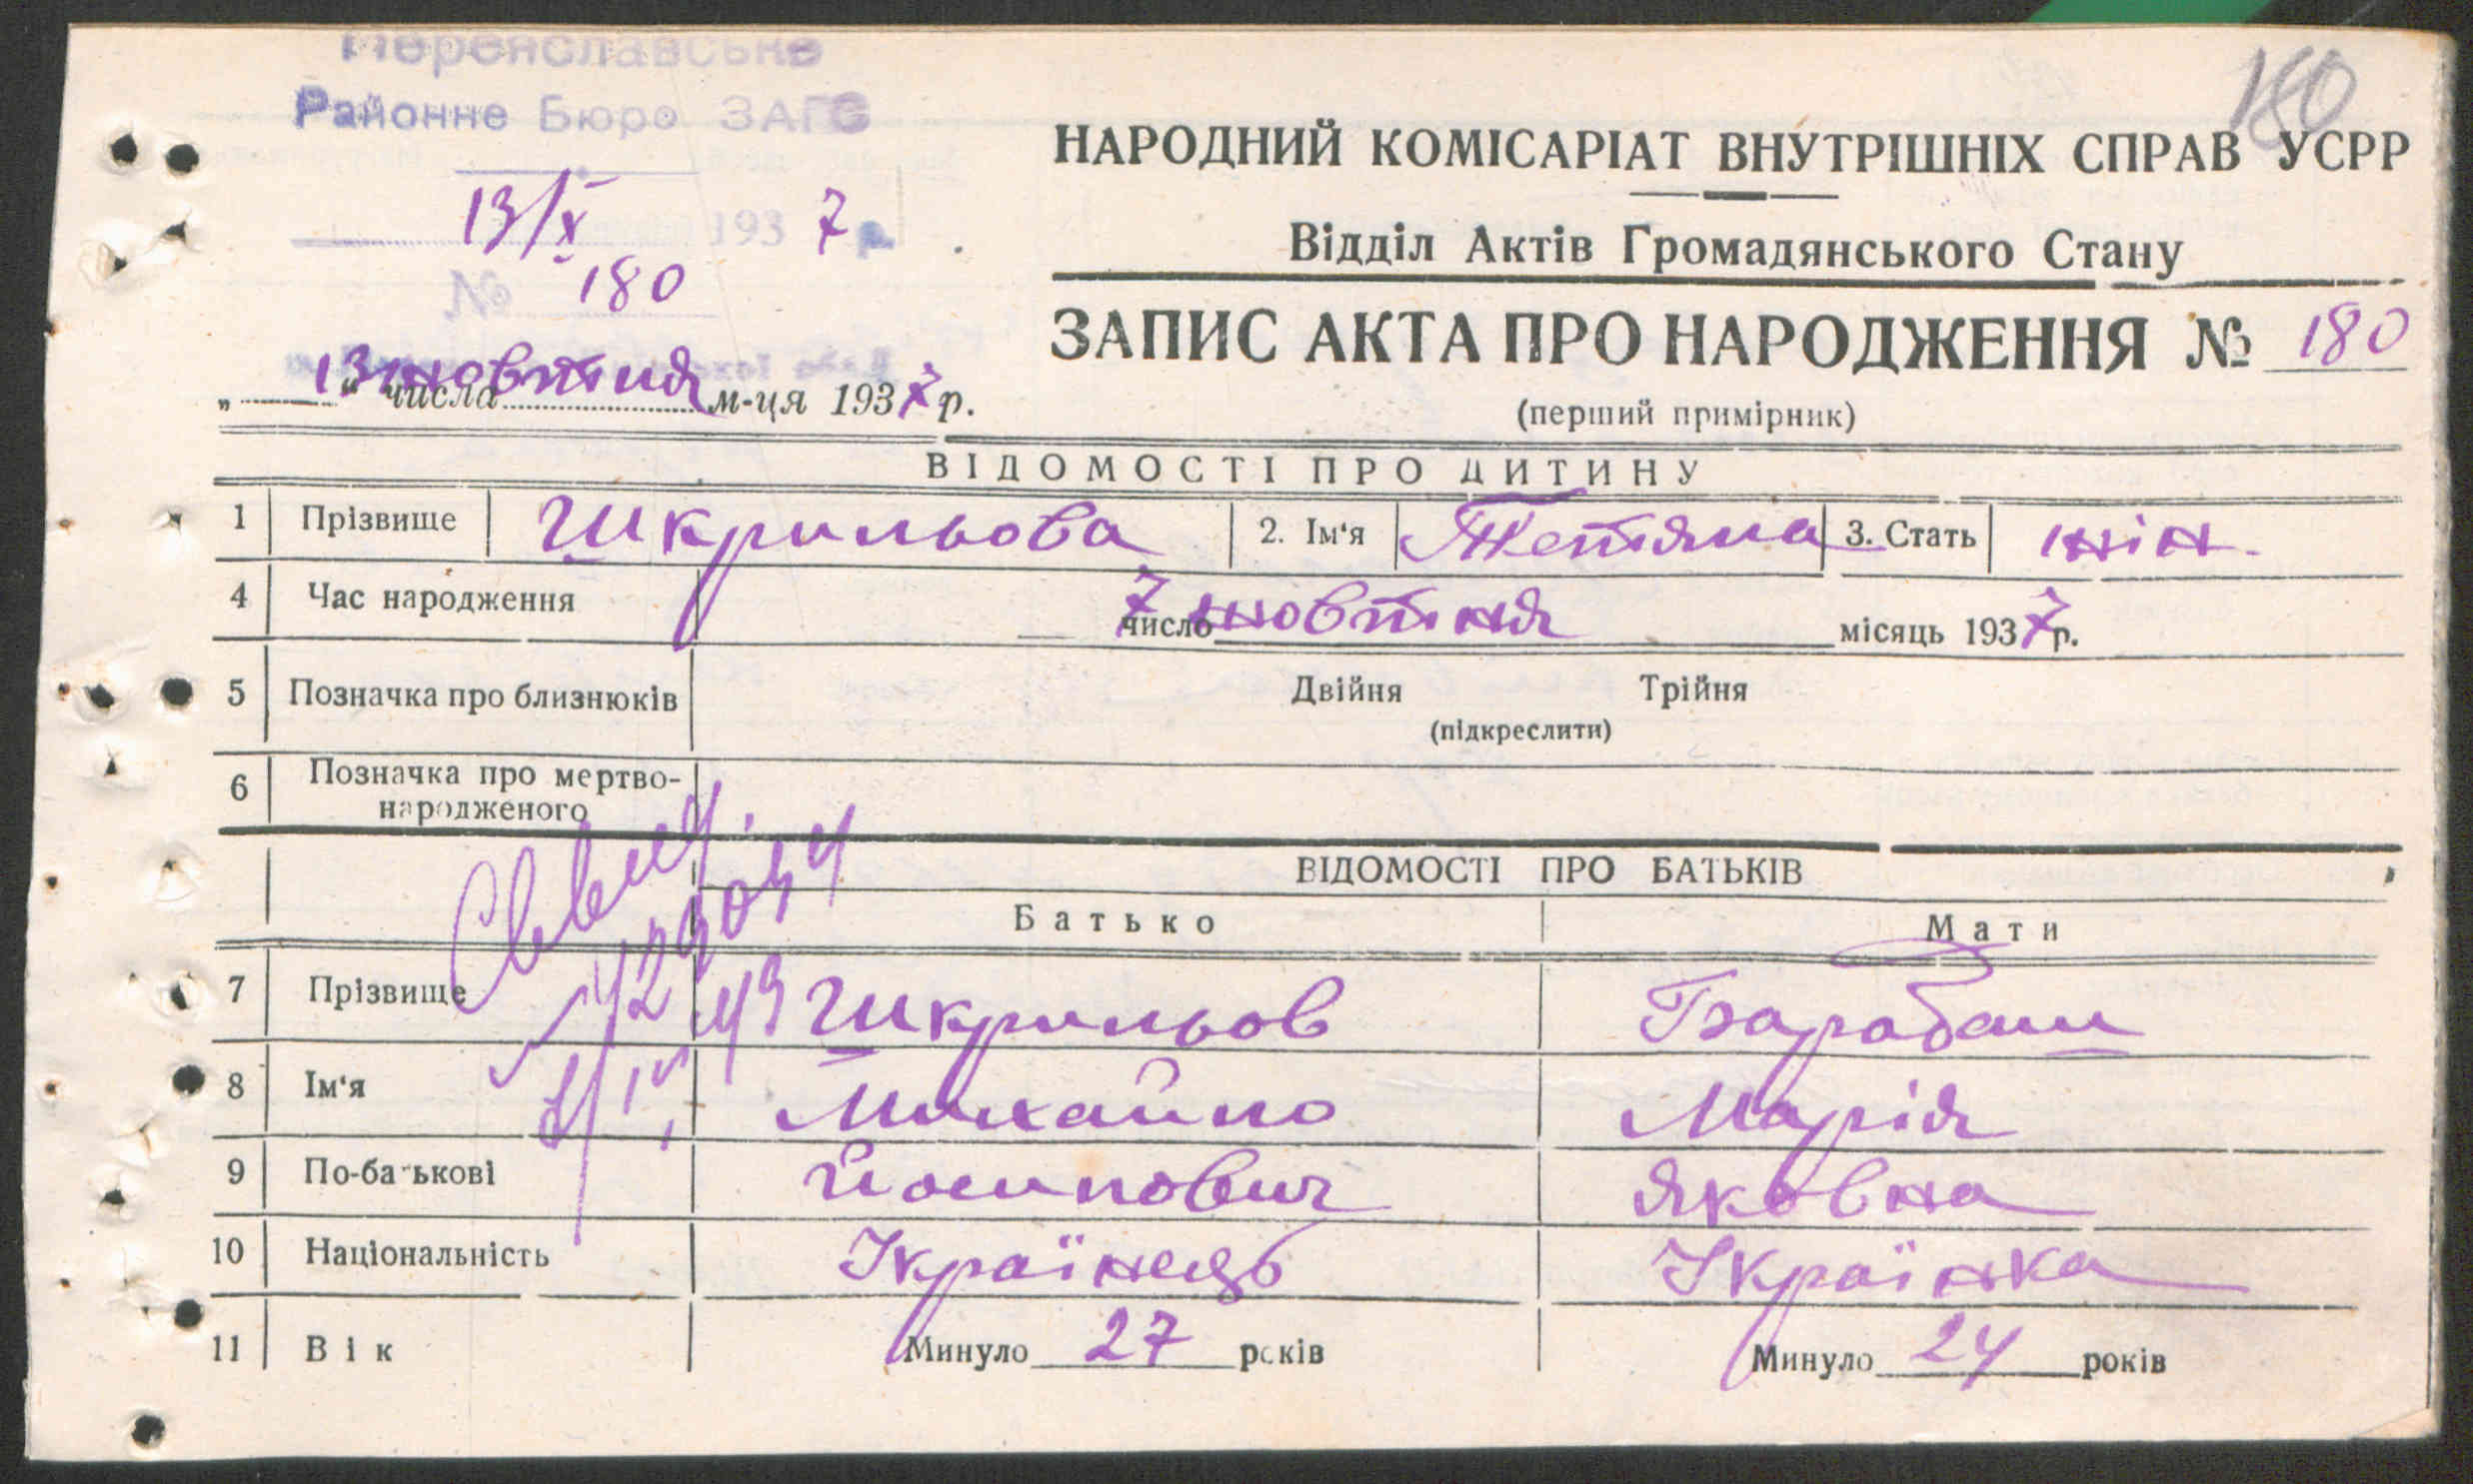 Переяславське
Районне Бюро ЗАГС
13/X 1937 р.
№ 180
180
НАРОДНИЙ КОМІСАРІАТ ВНУТРІШНІХ СПРАВ УСРР
Відділ Актів Громадянського Стану
ЗАПИС АКТА ПРО НАРОДЖЕННЯ № 180
(перший примірник)
„13“ числа жовтня м-ця 1937 р.
ВІДОМОСТІ ПРО ДИТИНУ
1 Прізвище Шкрильова 2. Ім‘я Тетяна 3. Стать жін.
4 Час народження 7 число жовтня місяць 1937 р.
5 Позначка про близнюків Двійня Трійня
(підкреслити)
6 Позначка про мертво-
народженого
ВІДОМОСТІ ПРО БАТЬКІВ
Батько Мати
7 Прізвище Шкрильов Барабаш
8 Ім‘я Михайло Марія
9 По-батькові Йосипович Яковна
10 Національність Українець Українка
11 Вік Минуло 27 років Минуло 24 років